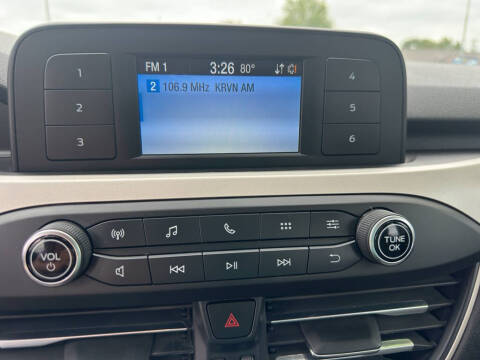 FM 1 3:26 80°
2 106.9 MHz KRVN AM
1
2
3
4
5
6
VOL
TUNE
OK